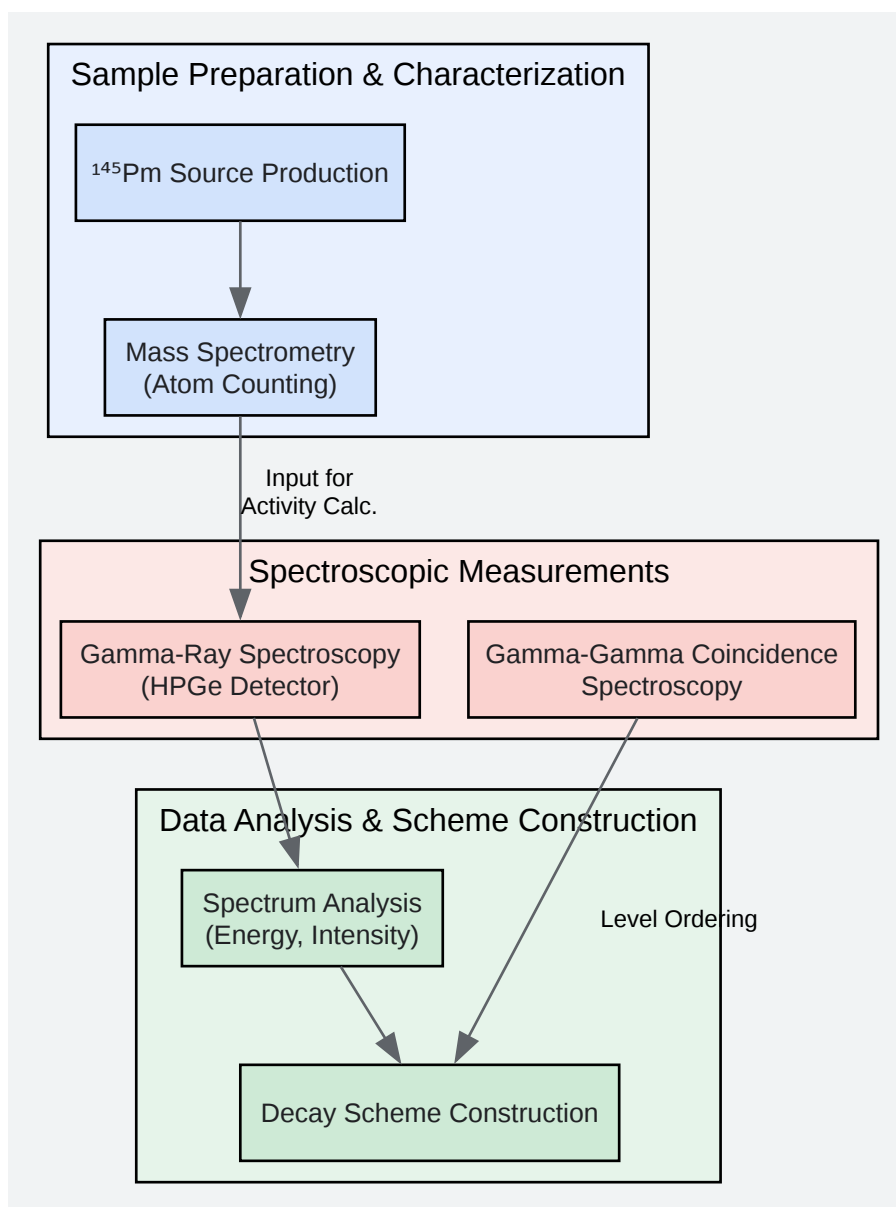 Sample Preparation & Characterization
¹⁴⁵Pm Source Production
Mass Spectrometry
(Atom Counting)
Input for
Activity Calc.
Spectroscopic Measurements
Gamma-Ray Spectroscopy
(HPGe Detector)
Gamma-Gamma Coincidence
Spectroscopy
Data Analysis & Scheme Construction
Spectrum Analysis
(Energy, Intensity)
Level Ordering
Decay Scheme Construction